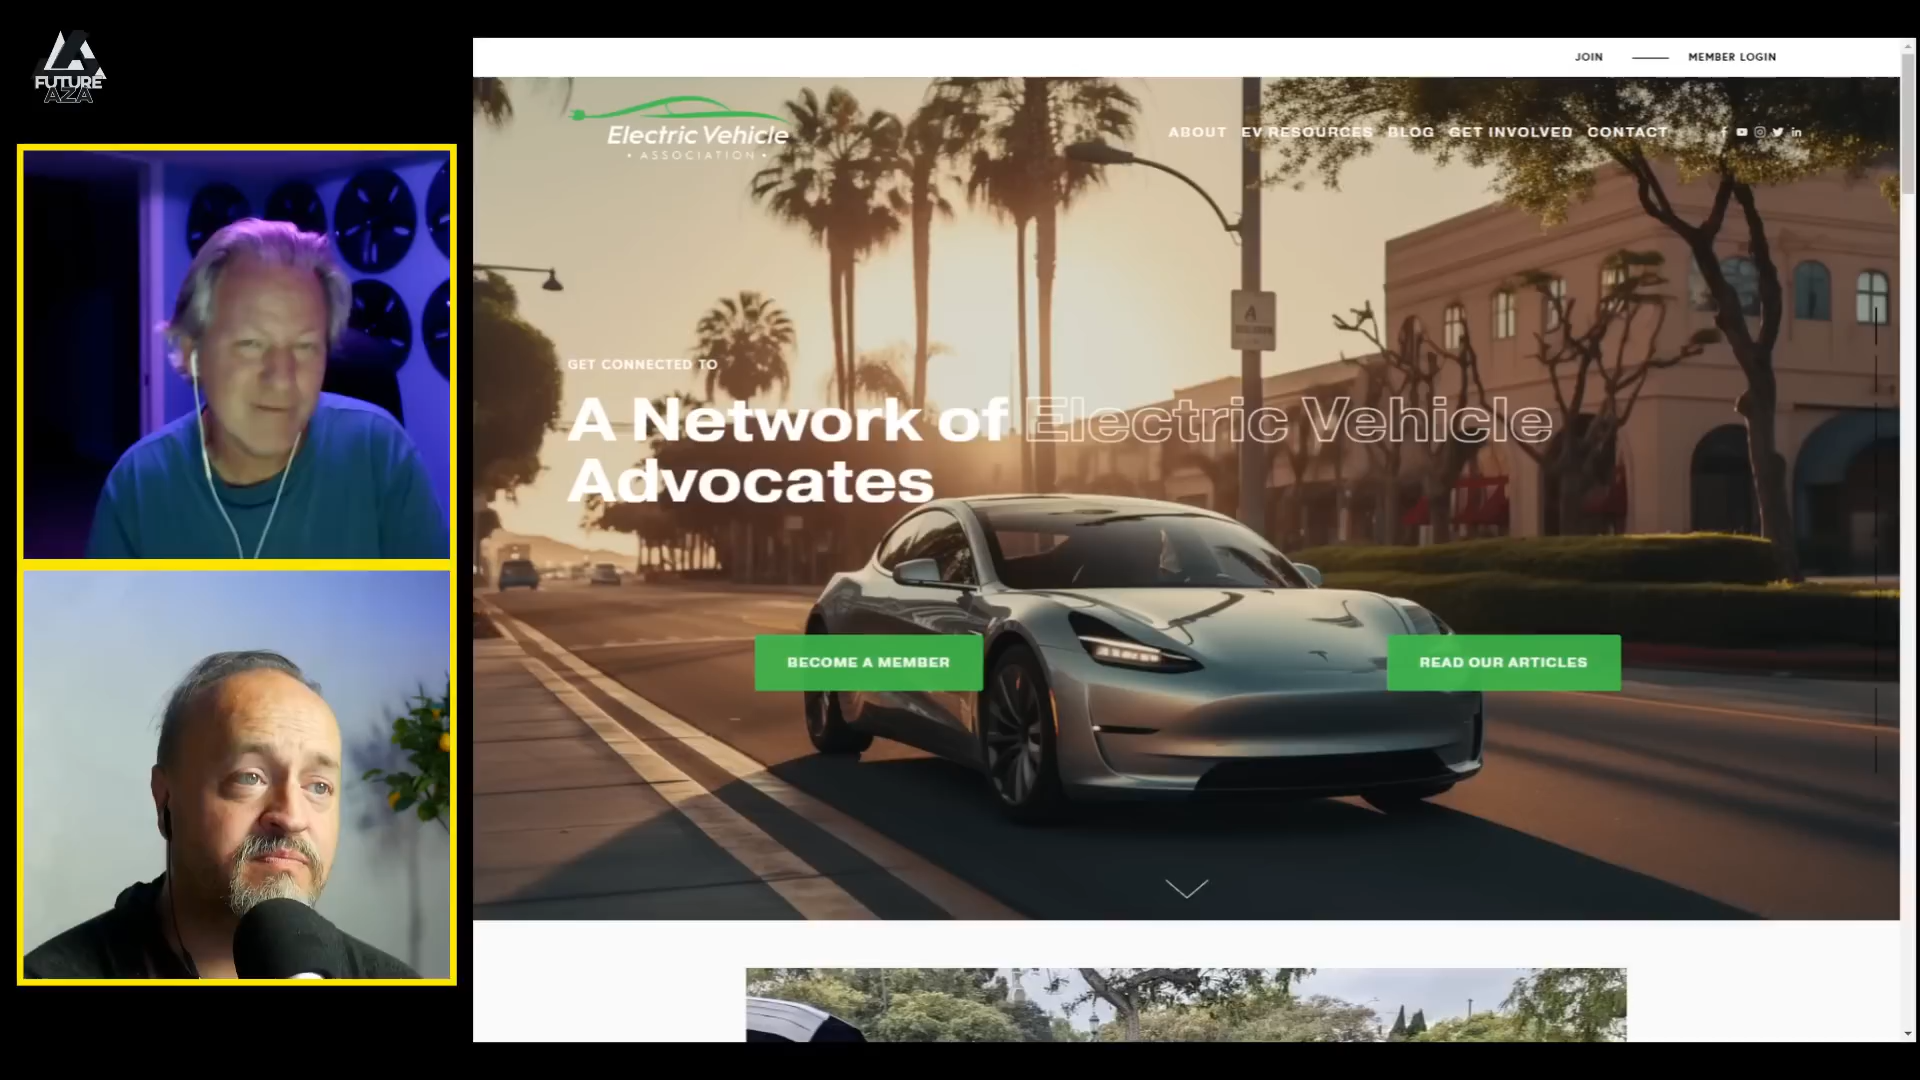 FUTURE
AZA
JOIN
MEMBER LOGIN
Electric Vehicle
• ASSOCIATION •
ABOUT EV RESOURCES BLOG GET INVOLVED CONTACT
GET CONNECTED TO
A Network of Electric Vehicle
Advocates
BECOME A MEMBER
READ OUR ARTICLES